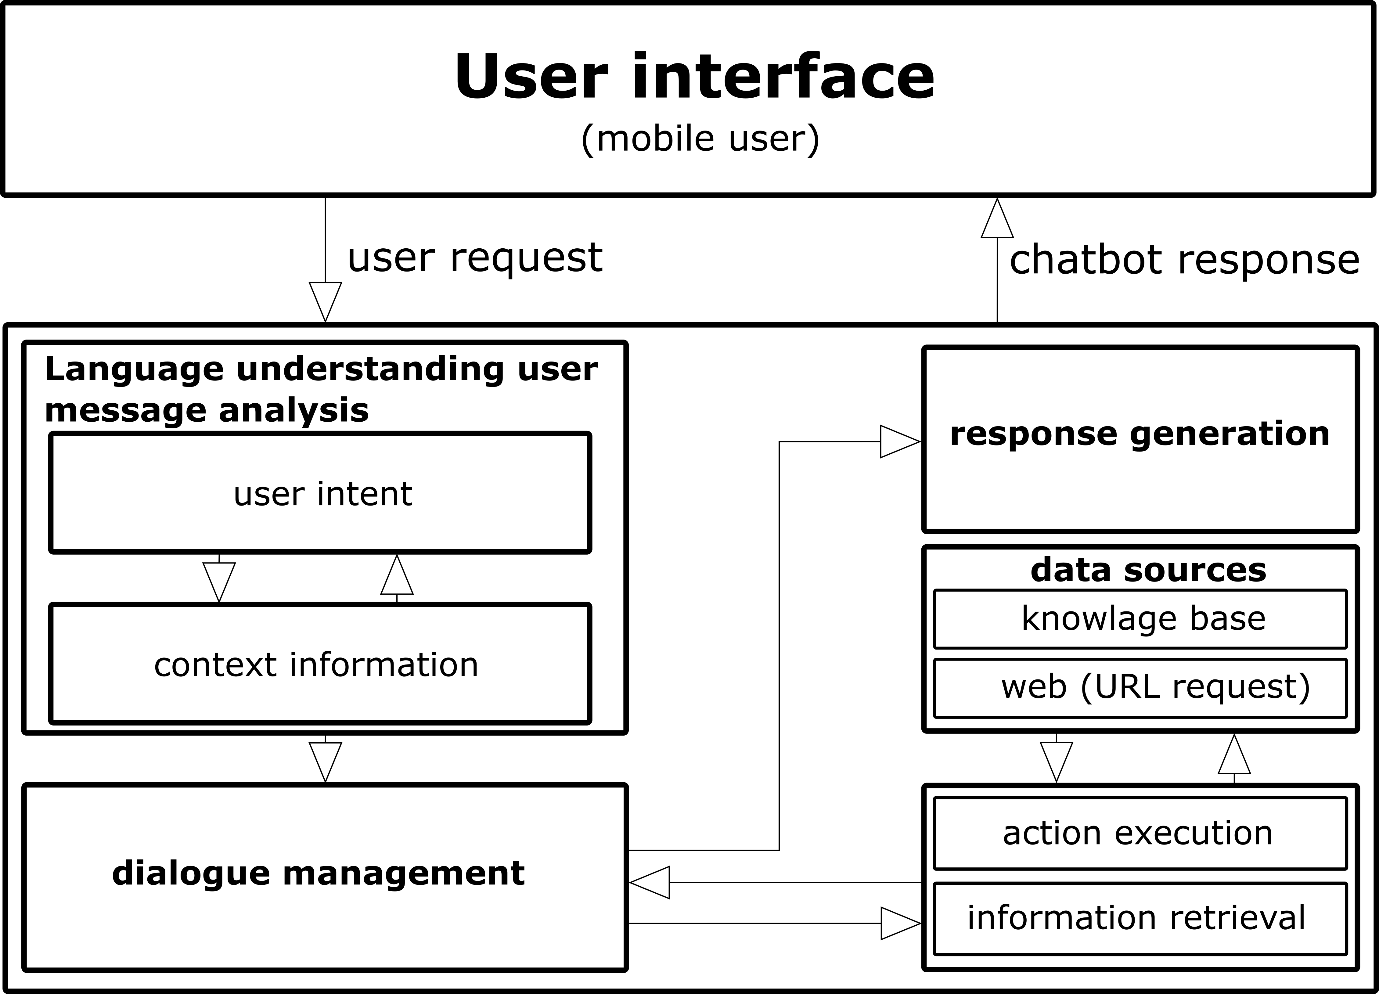 User interface
(mobile user)
user request
chatbot response
Language understanding user
message analysis
user intent
context information
dialogue management
response generation
data sources
knowlage base
web (URL request)
action execution
information retrieval